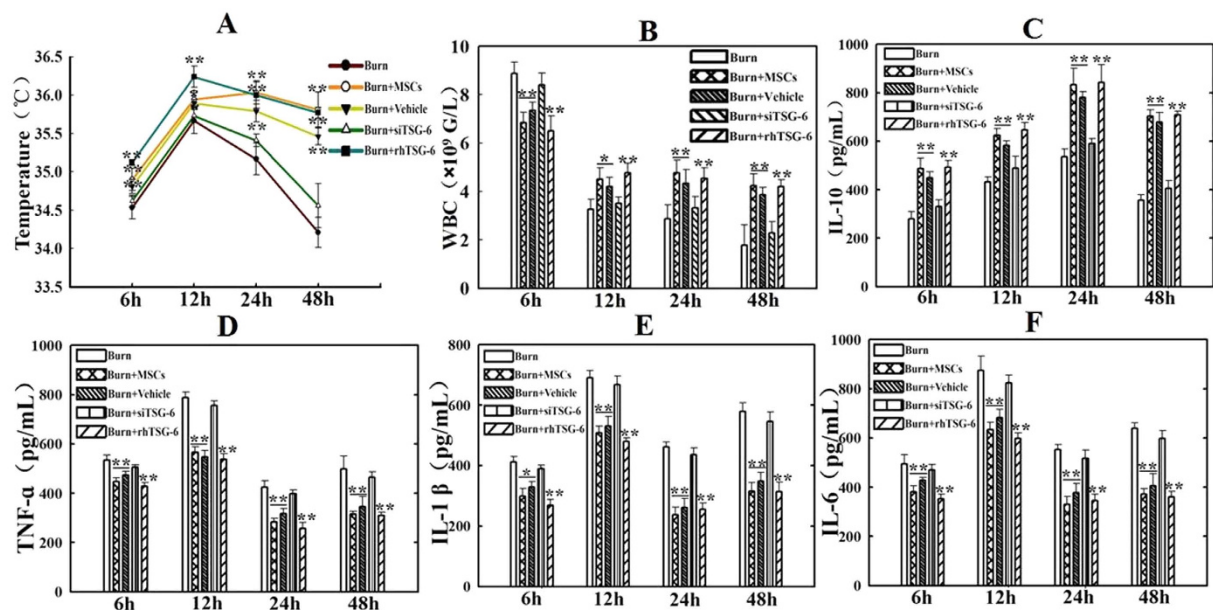 A
Temperature (℃)
36.5
36.0
35.5
35.0
34.5
34.0
33.5
6h 12h 24h 48h
Burn
Burn+MSCs
Burn+Vehicle
Burn+siTSG-6
Burn+rhTSG-6
**
**
**
**
**
**
**
**
**
**
B
WBC (×10⁹ G/L)
10
8
6
4
2
0
6h 12h 24h 48h
Burn
Burn+MSCs
Burn+Vehicle
Burn+siTSG-6
Burn+rhTSG-6
** ** * ** ** ** ** **
C
IL-10 (pg/mL)
1000
800
600
400
200
0
6h 12h 24h 48h
Burn
Burn+MSCs
Burn+Vehicle
Burn+siTSG-6
Burn+rhTSG-6
** ** ** ** ** ** ** **
D
TNF-α (pg/mL)
1000
800
600
400
200
0
6h 12h 24h 48h
Burn
Burn+MSCs
Burn+Vehicle
Burn+siTSG-6
Burn+rhTSG-6
** ** ** ** ** ** ** **
E
IL-1 β (pg/mL)
800
600
400
200
0
6h 12h 24h 48h
Burn
Burn+MSCs
Burn+Vehicle
Burn+siTSG-6
Burn+rhTSG-6
* ** ** ** ** ** ** **
F
IL-6 (pg/mL)
1000
800
600
400
200
0
6h 12h 24h 48h
Burn
Burn+MSCs
Burn+Vehicle
Burn+siTSG-6
Burn+rhTSG-6
** ** ** ** ** ** ** **